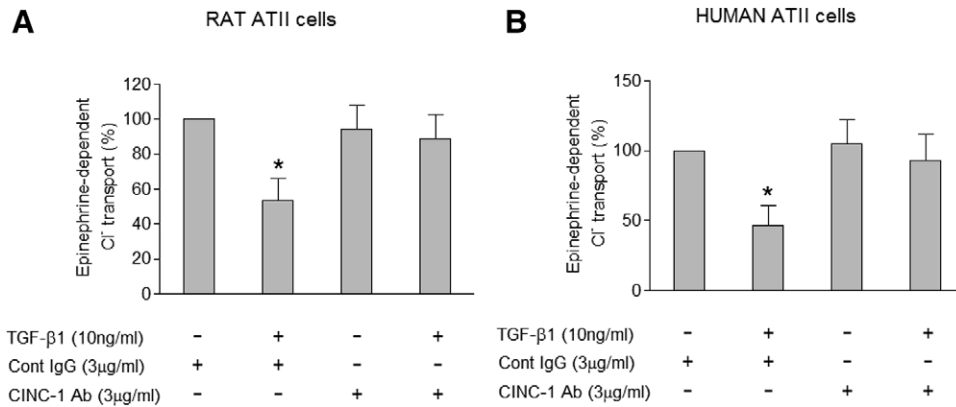 A
RAT ATII cells
Epinephrine-dependent
Cl⁻ transport (%)
120
100
80
60
40
20
0
*
TGF-β1 (10ng/ml) - + - +
Cont IgG (3μg/ml) + + - -
CINC-1 Ab (3μg/ml) - - + +
B
HUMAN ATII cells
Epinephrine-dependent
Cl⁻ transport (%)
150
100
50
0
*
TGF-β1 (10ng/ml) - + - +
Cont IgG (3μg/ml) + + - -
CINC-1 Ab (3μg/ml) - - + +